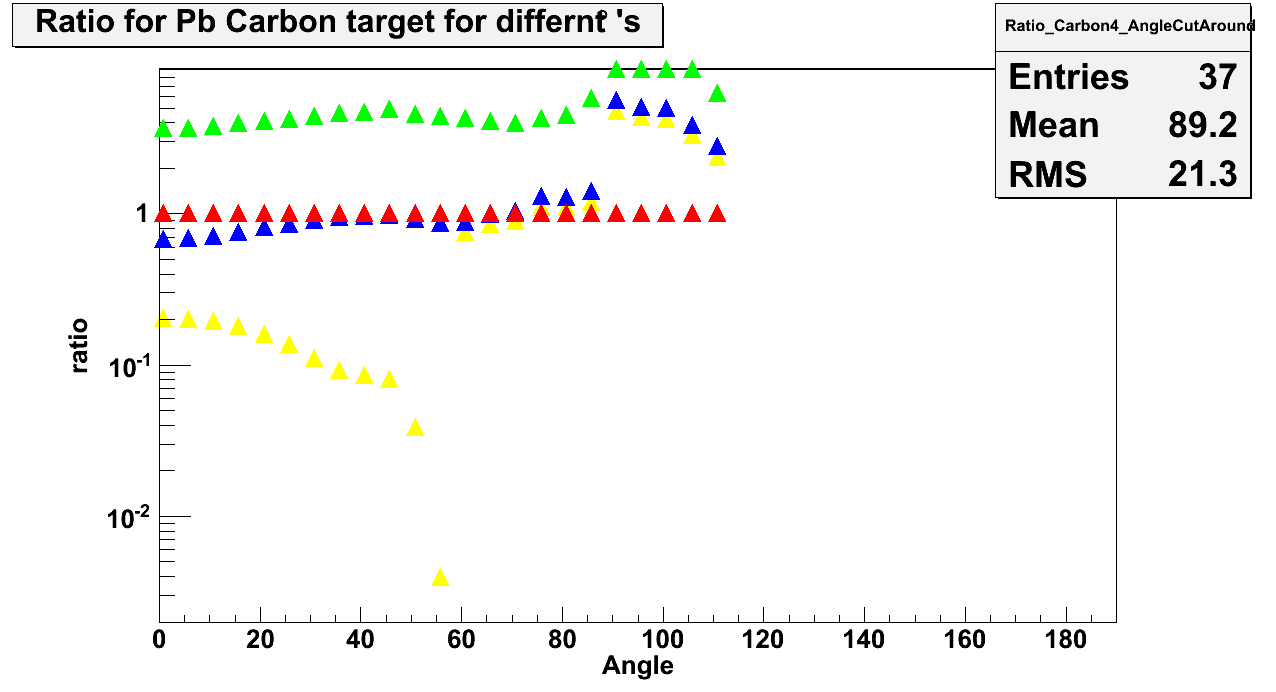 Ratio for Pb Carbon target for differnt° 's
Ratio_Carbon4_AngleCutAround
Entries 37
Mean 89.2
RMS 21.3
1
10-1
10-2
ratio
0 20 40 60 80 100 120 140 160 180
Angle